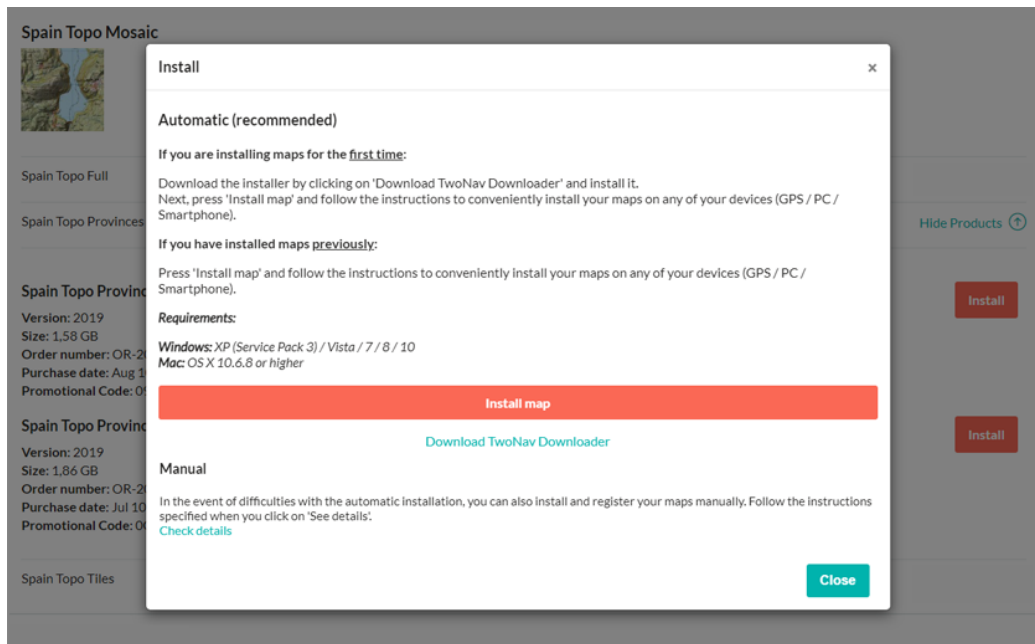 Spain Topo Mosaic
Install
×
Automatic (recommended)
If you are installing maps for the first time:
Spain Topo Full
Download the installer by clicking on 'Download TwoNav Downloader' and install it.
Next, press 'Install map' and follow the instructions to conveniently install your maps on any of your devices (GPS / PC /
Smartphone).
Spain Topo Provinces
Hide Products
If you have installed maps previously:
Press 'Install map' and follow the instructions to conveniently install your maps on any of your devices (GPS / PC /
Smartphone).
Spain Topo
Install
Version: 2019
Requirements:
Size: 1,58 GB
Windows: XP (Service Pack 3) / Vista / 7 / 8 / 10
Order number:
Mac: OS X 10.6.8 or higher
Purchase date: Aug
Promotional Code:
Install map
Spain Topo
Install
Download TwoNav Downloader
Version: 2019
Manual
Size: 1,86 GB
Order number:
In the event of difficulties with the automatic installation, you can also install and register your maps manually. Follow the instructions
Purchase date: Jul 10
specified when you click on 'See details'.
Promotional Code:
Check details
Spain Topo Tiles
Close